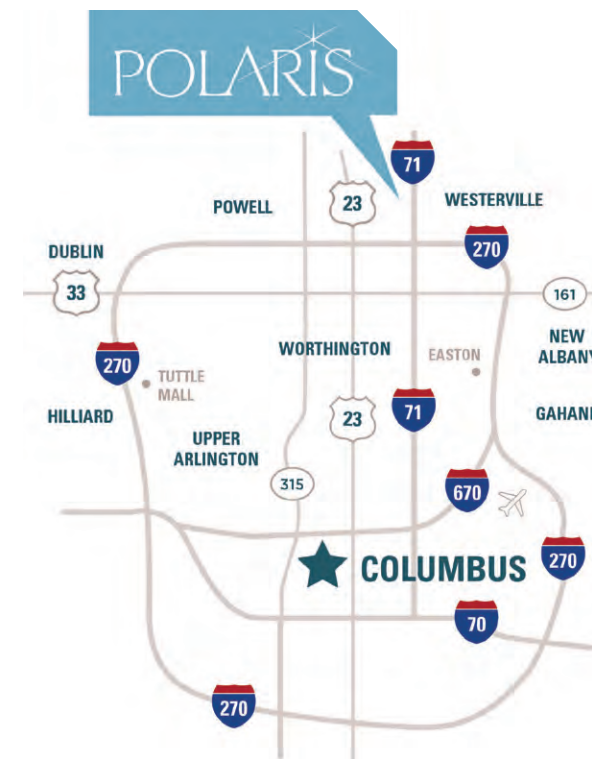 POLARIS
71
23
POWELL
WESTERVILLE
270
DUBLIN
33
161
WORTHINGTON
EASTON
NEW
ALBANY
270
TUTTLE
MALL
23
71
HILLIARD
GAHAN
UPPER
ARLINGTON
315
670
COLUMBUS
270
70
270